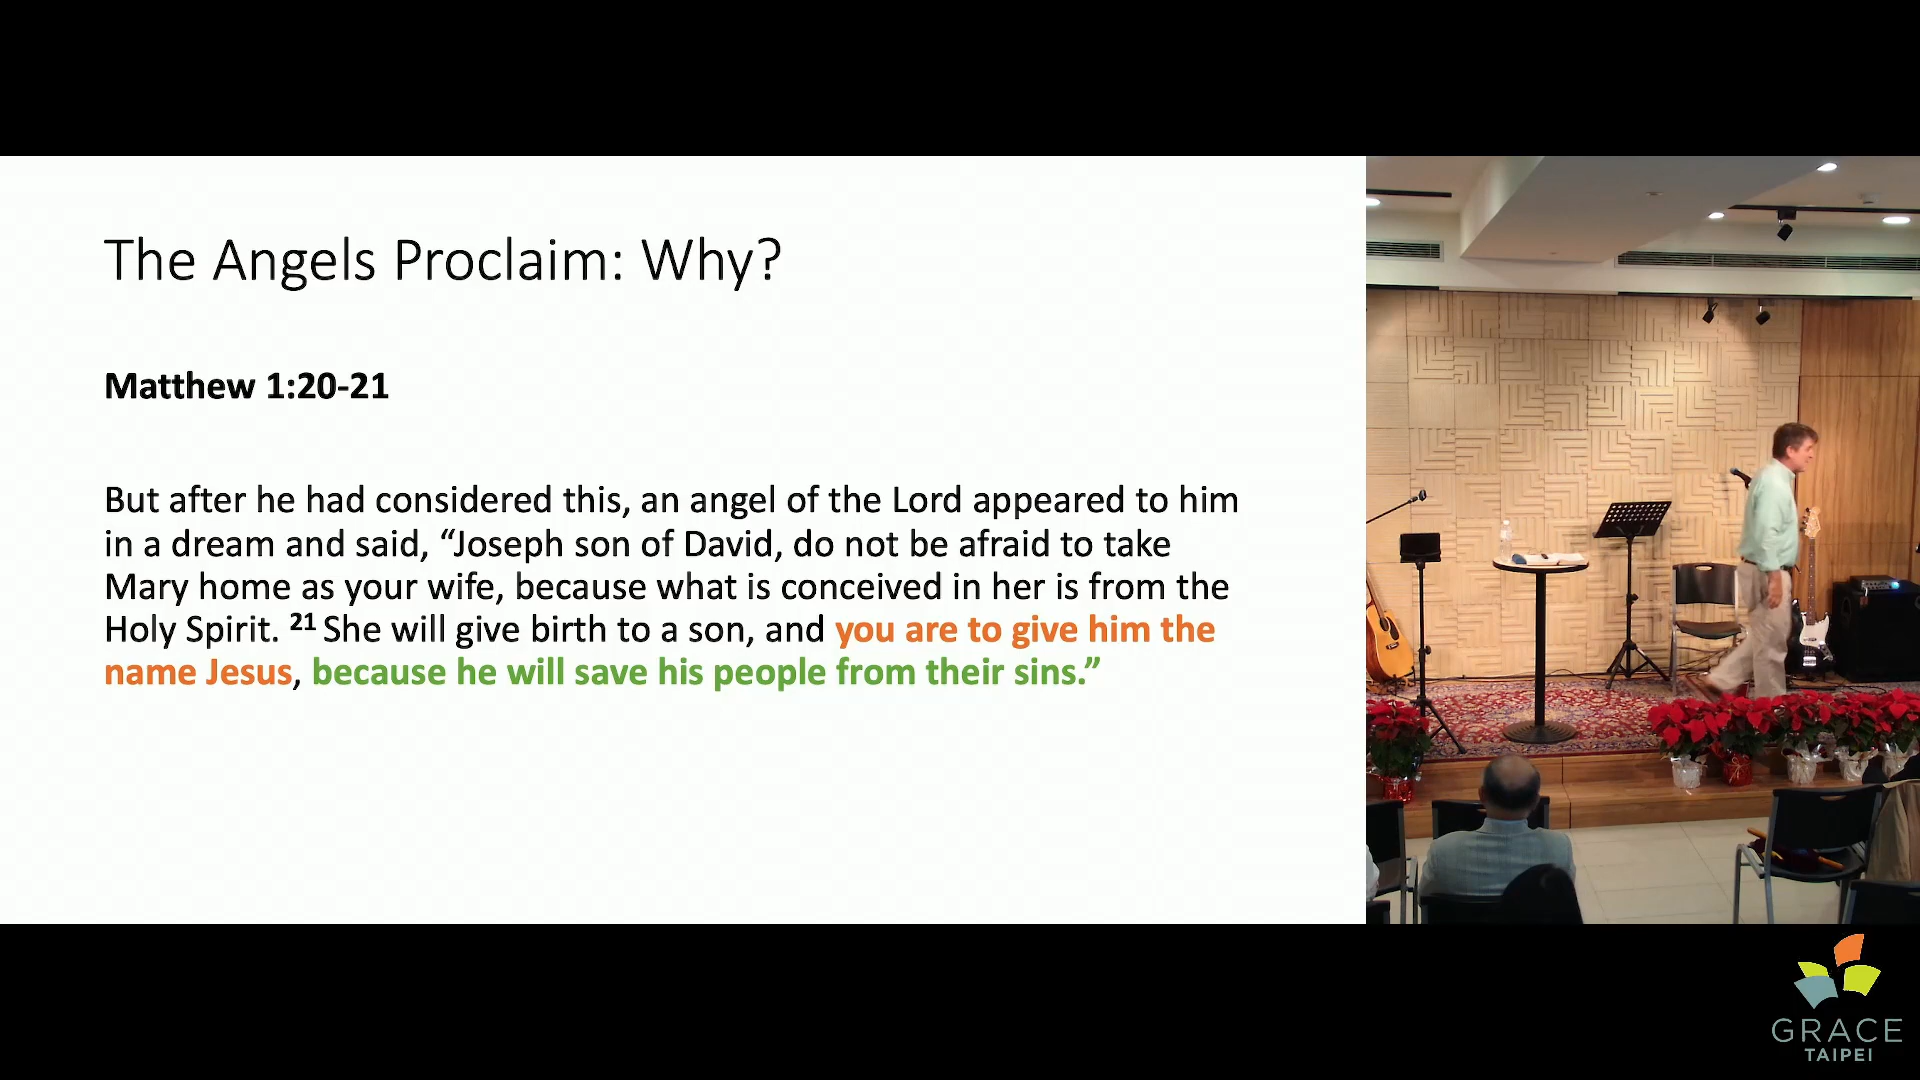 The Angels Proclaim: Why?
Matthew 1:20-21
But after he had considered this, an angel of the Lord appeared to him
in a dream and said, “Joseph son of David, do not be afraid to take
Mary home as your wife, because what is conceived in her is from the
Holy Spirit. 21 She will give birth to a son, and you are to give him the
name Jesus, because he will save his people from their sins.”
GRACE
TAIPEI